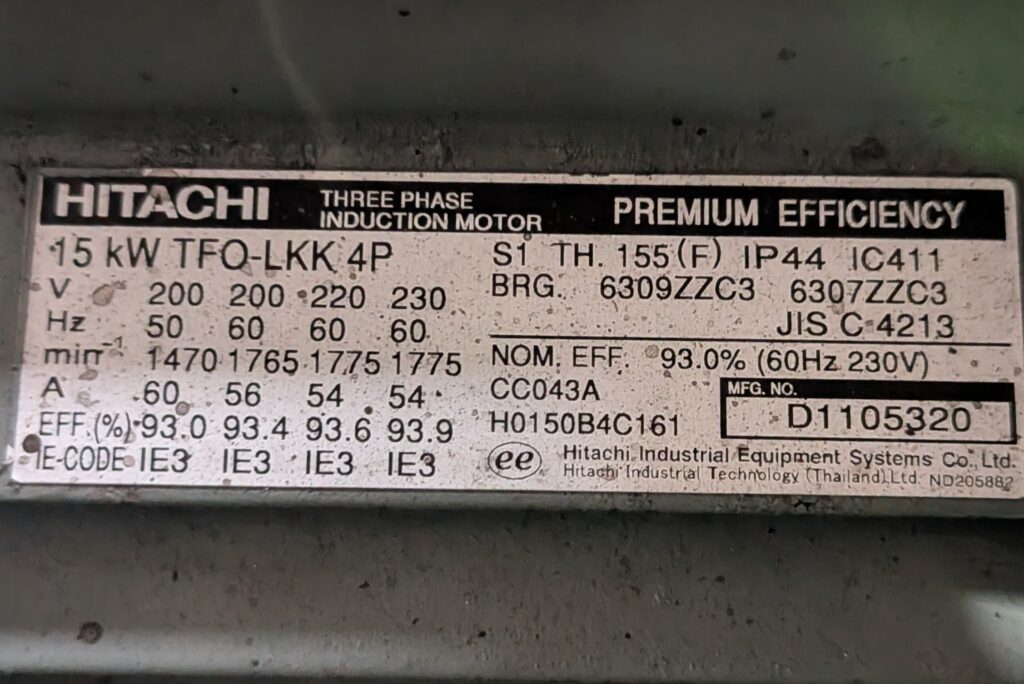 HITACHI THREE PHASE INDUCTION MOTOR PREMIUM EFFICIENCY
15 kW TFO-LKK 4P
V 200 200 220 230
Hz 50 60 60 60
min⁻¹ 1470 1765 1775 1775
A 60 56 54 54
EFF.(%) 93.0 93.4 93.6 93.9
IE-CODE IE3 IE3 IE3 IE3
S1 TH. 155(F) IP44 IC411
BRG. 6309ZZC3 6307ZZC3
JIS C 4213
NOM. EFF. 93.0% (60Hz 230V)
CC043A
H0150B4C161
MFG. NO.
D1105320
ee
Hitachi Industrial Equipment Systems Co., Ltd.
Hitachi Industrial Technology (Thailand) Ltd. ND205882